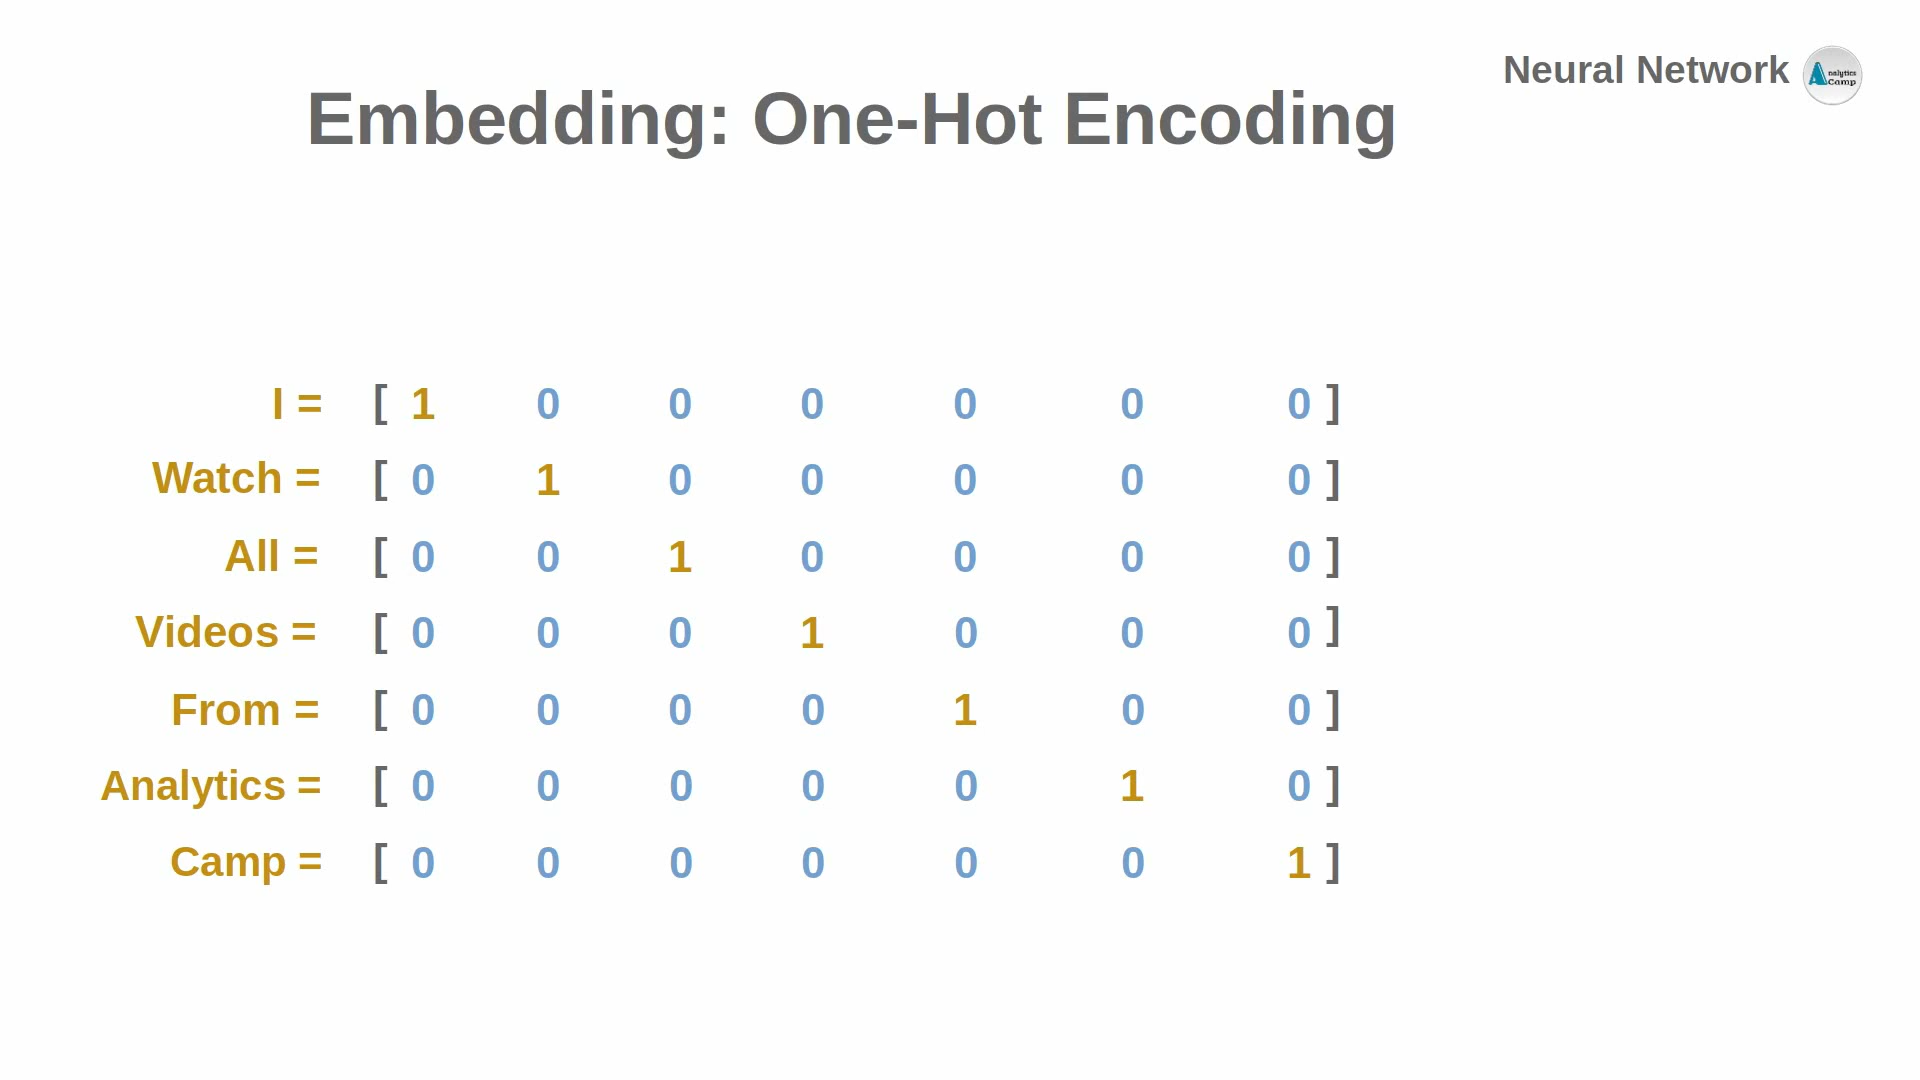 Neural Network
Analytics
Camp
Embedding: One-Hot Encoding
I = [ 1 0 0 0 0 0 0 ]
Watch = [ 0 1 0 0 0 0 0 ]
All = [ 0 0 1 0 0 0 0 ]
Videos = [ 0 0 0 1 0 0 0 ]
From = [ 0 0 0 0 1 0 0 ]
Analytics = [ 0 0 0 0 0 1 0 ]
Camp = [ 0 0 0 0 0 0 1 ]